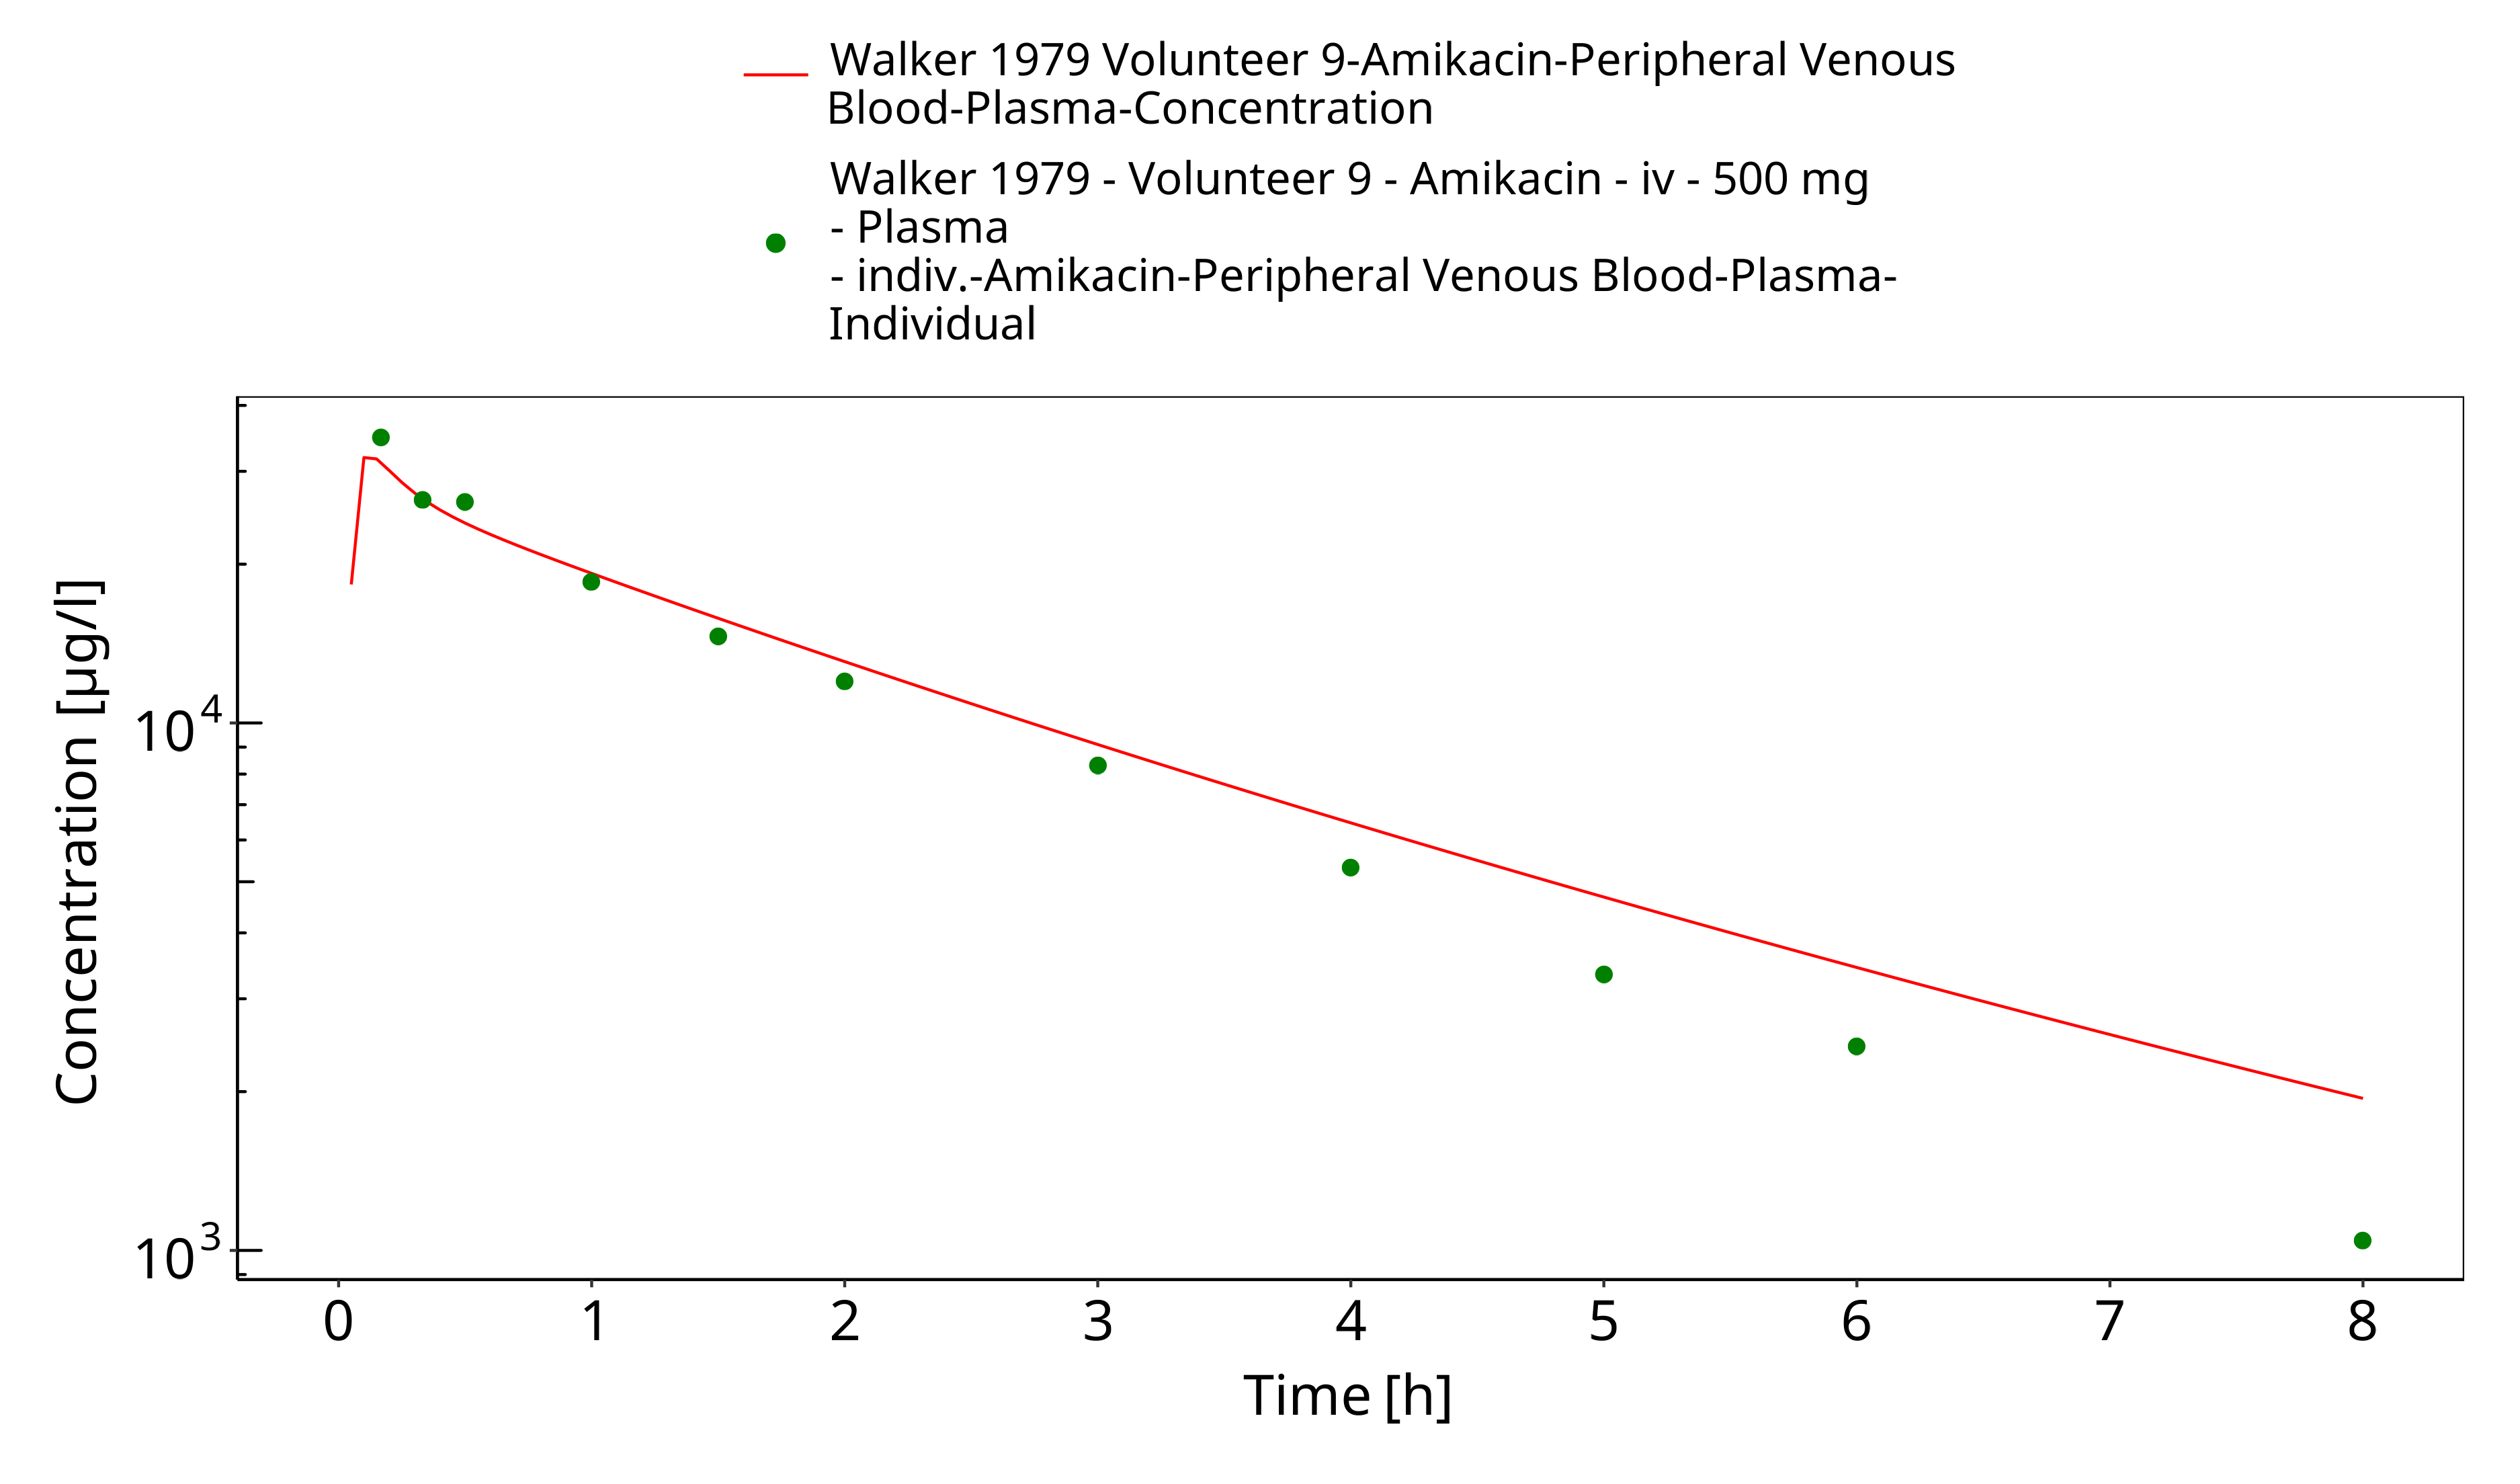 Walker 1979 Volunteer 9-Amikacin-Peripheral Venous
Blood-Plasma-Concentration
Walker 1979 - Volunteer 9 - Amikacin - iv - 500 mg
- Plasma
- indiv.-Amikacin-Peripheral Venous Blood-Plasma-
Individual
Concentration [µg/l]
10^4
10^3
0 1 2 3 4 5 6 7 8
Time [h]